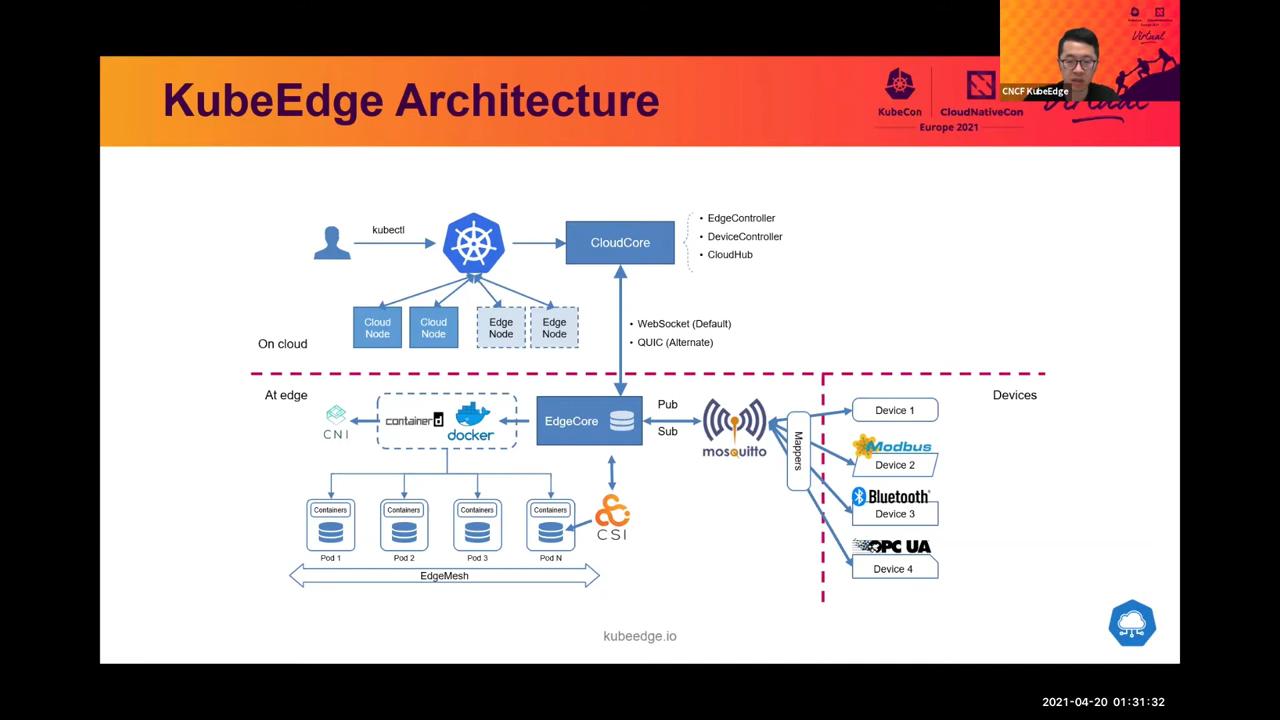 KubeEdge Architecture
KubeCon
CloudNativeCon
Europe 2021
Virtual
Virtual
CNCF KubeEdge
kubectl
CloudCore
• EdgeController
• DeviceController
• CloudHub
Cloud
Node
Cloud
Node
Edge
Node
Edge
Node
• WebSocket (Default)
• QUIC (Alternate)
On cloud
At edge
Devices
CNI
containerd
docker
EdgeCore
Pub
Sub
mosquitto
Mappers
Device 1
Modbus
Device 2
Bluetooth
Device 3
OPC UA
Device 4
Containers
Containers
Containers
Containers
CSI
Pod 1
Pod 2
Pod 3
Pod N
EdgeMesh
kubeedge.io
2021-04-20 01:31:32